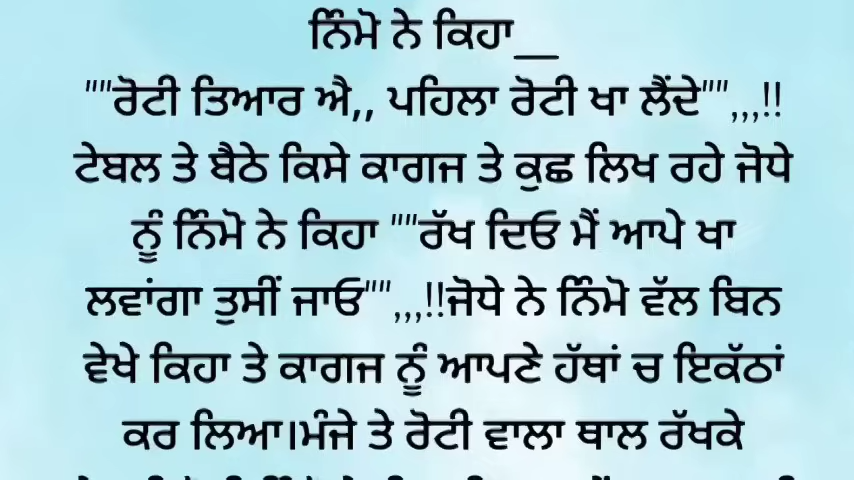 ਨਿੰਮੋ ਨੇ ਕਿਹਾ__
""ਰੋਟੀ ਤਿਆਰ ਐ,, ਪਹਿਲਾ ਰੋਟੀ ਖਾ ਲੈਂਦੇ"",,,!!
ਟੇਬਲ ਤੇ ਬੈਠੇ ਕਿਸੇ ਕਾਗਜ ਤੇ ਕੁਛ ਲਿਖ ਰਹੇ ਜੋਧੇ
ਨੂੰ ਨਿੰਮੋ ਨੇ ਕਿਹਾ ""ਰੱਖ ਦਿਓ ਮੈਂ ਆਪੇ ਖਾ
ਲਵਾਂਗਾ ਤੁਸੀਂ ਜਾਓ"",,,!!ਜੋਧੇ ਨੇ ਨਿੰਮੋ ਵੱਲ ਬਿਨ
ਵੇਖੇ ਕਿਹਾ ਤੇ ਕਾਗਜ ਨੂੰ ਆਪਣੇ ਹੱਥਾਂ ਚ ਇਕੱਠਾਂ
ਕਰ ਲਿਆ।ਮੰਜੇ ਤੇ ਰੋਟੀ ਵਾਲਾ ਥਾਲ ਰੱਖਕੇ